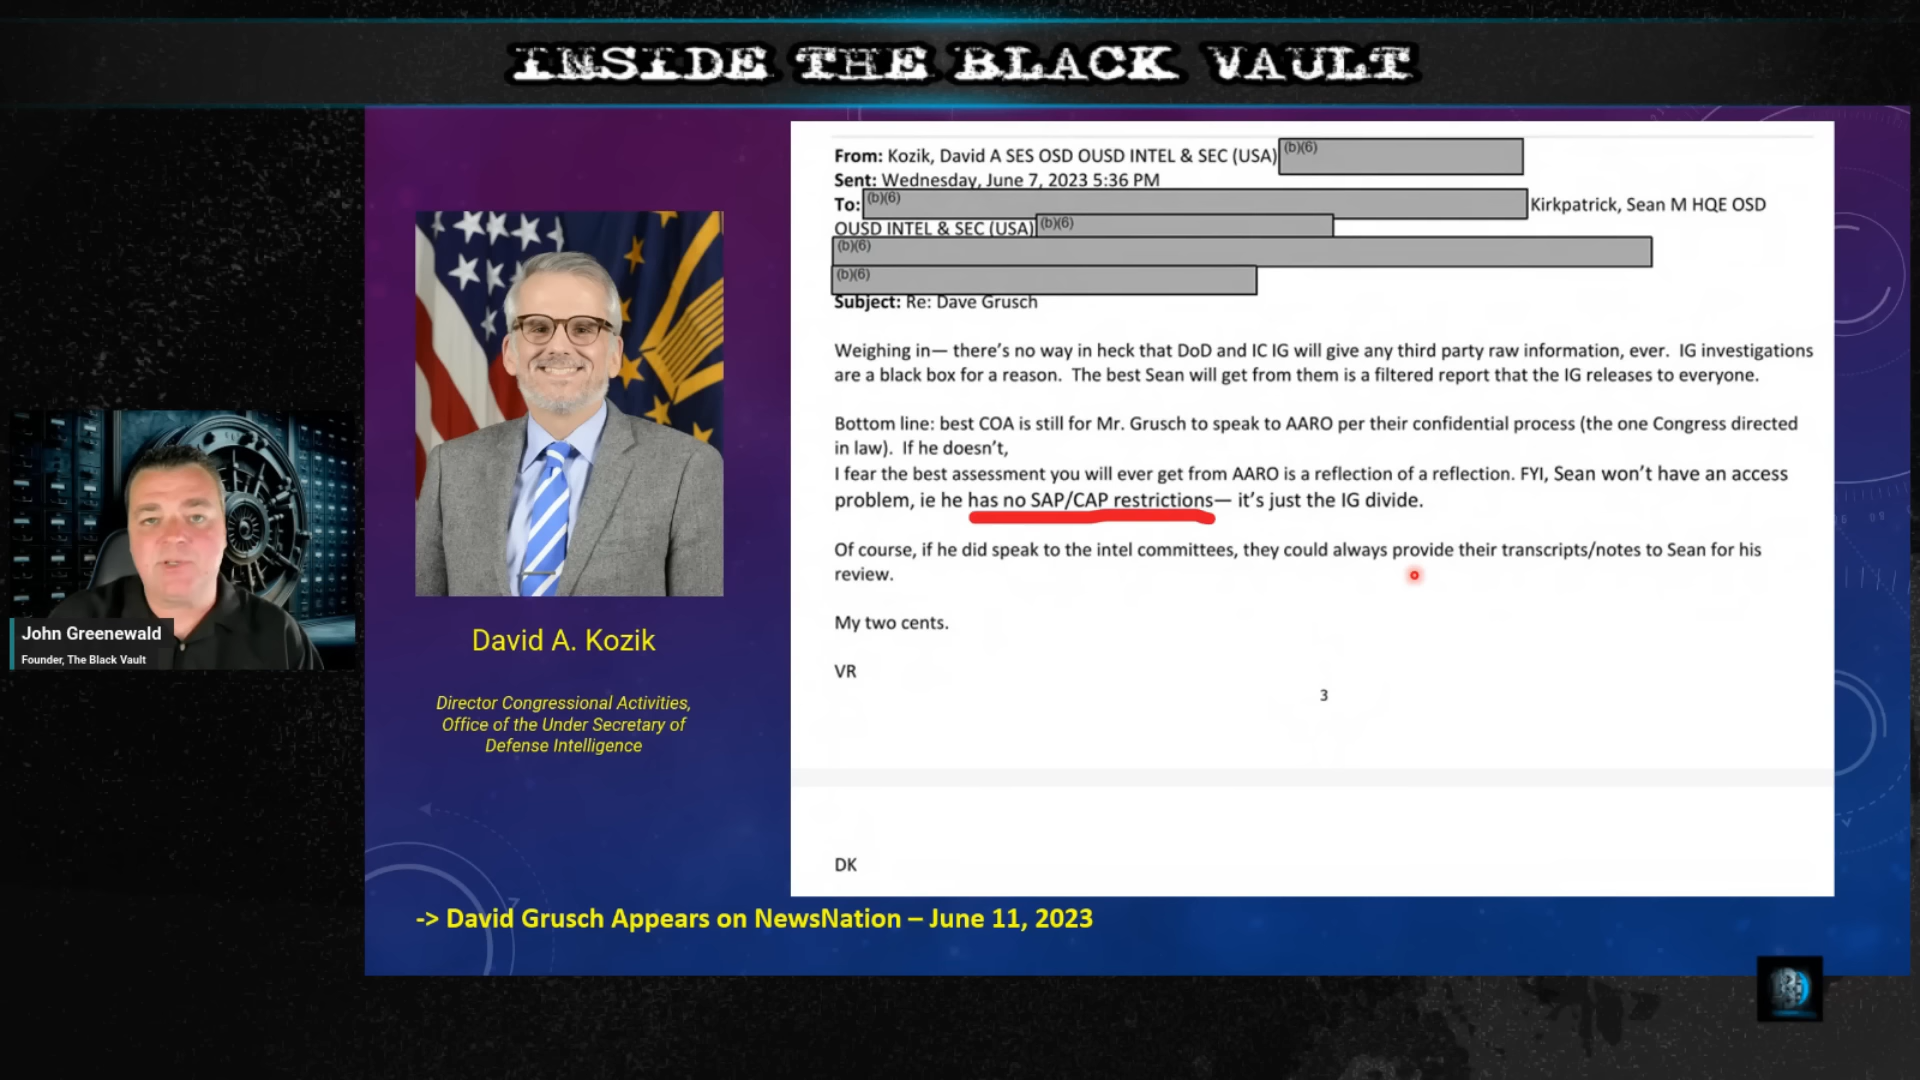 INSIDE THE BLACK VAULT
From: Kozik, David A SES OSD OUSD INTEL & SEC (USA) (b)(6)
Sent: Wednesday, June 7, 2023 5:36 PM
To: (b)(6) Kirkpatrick, Sean M HQE OSD
OUSD INTEL & SEC (USA) (b)(6)
(b)(6)
(b)(6)
Subject: Re: Dave Grusch
Weighing in— there's no way in heck that DoD and IC IG will give any third party raw information, ever.  IG investigations
are a black box for a reason.  The best Sean will get from them is a filtered report that the IG releases to everyone.
Bottom line: best COA is still for Mr. Grusch to speak to AARO per their confidential process (the one Congress directed
in law).  If he doesn't,
I fear the best assessment you will ever get from AARO is a reflection of a reflection. FYI, Sean won't have an access
problem, ie he has no SAP/CAP restrictions— it's just the IG divide.
Of course, if he did speak to the intel committees, they could always provide their transcripts/notes to Sean for his
review.
My two cents.
VR
3
DK
David A. Kozik
Director Congressional Activities,
Office of the Under Secretary of
Defense Intelligence
John Greenewald
Founder, The Black Vault
-> David Grusch Appears on NewsNation – June 11, 2023